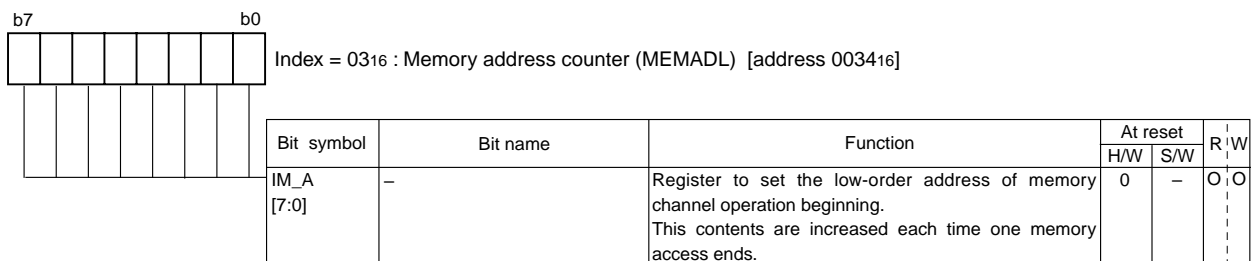 b7 b0
Index = 0316 : Memory address counter (MEMADL) [address 003416]
Bit symbol Bit name Function At reset R W
H/W S/W
IM_A – Register to set the low-order address of memory 0 – O O
[7:0] channel operation beginning.
This contents are increased each time one memory
access ends.